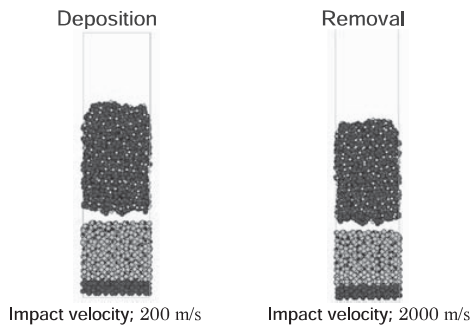 Deposition
Removal
Impact velocity; 200 m/s
Impact velocity; 2000 m/s